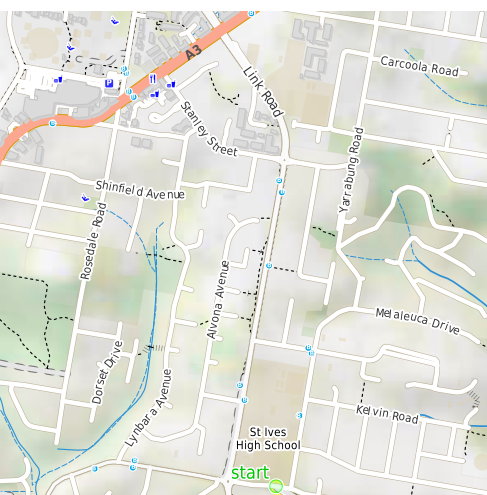 A3
Link Road
Carcoola Road
Stanley Street
Yarrabung Road
Shinfield Avenue
Rosedale Road
Alvona Avenue
Melaleuca Drive
Dorset Drive
Lynbara Avenue
Kelvin Road
St Ives
High School
start
P